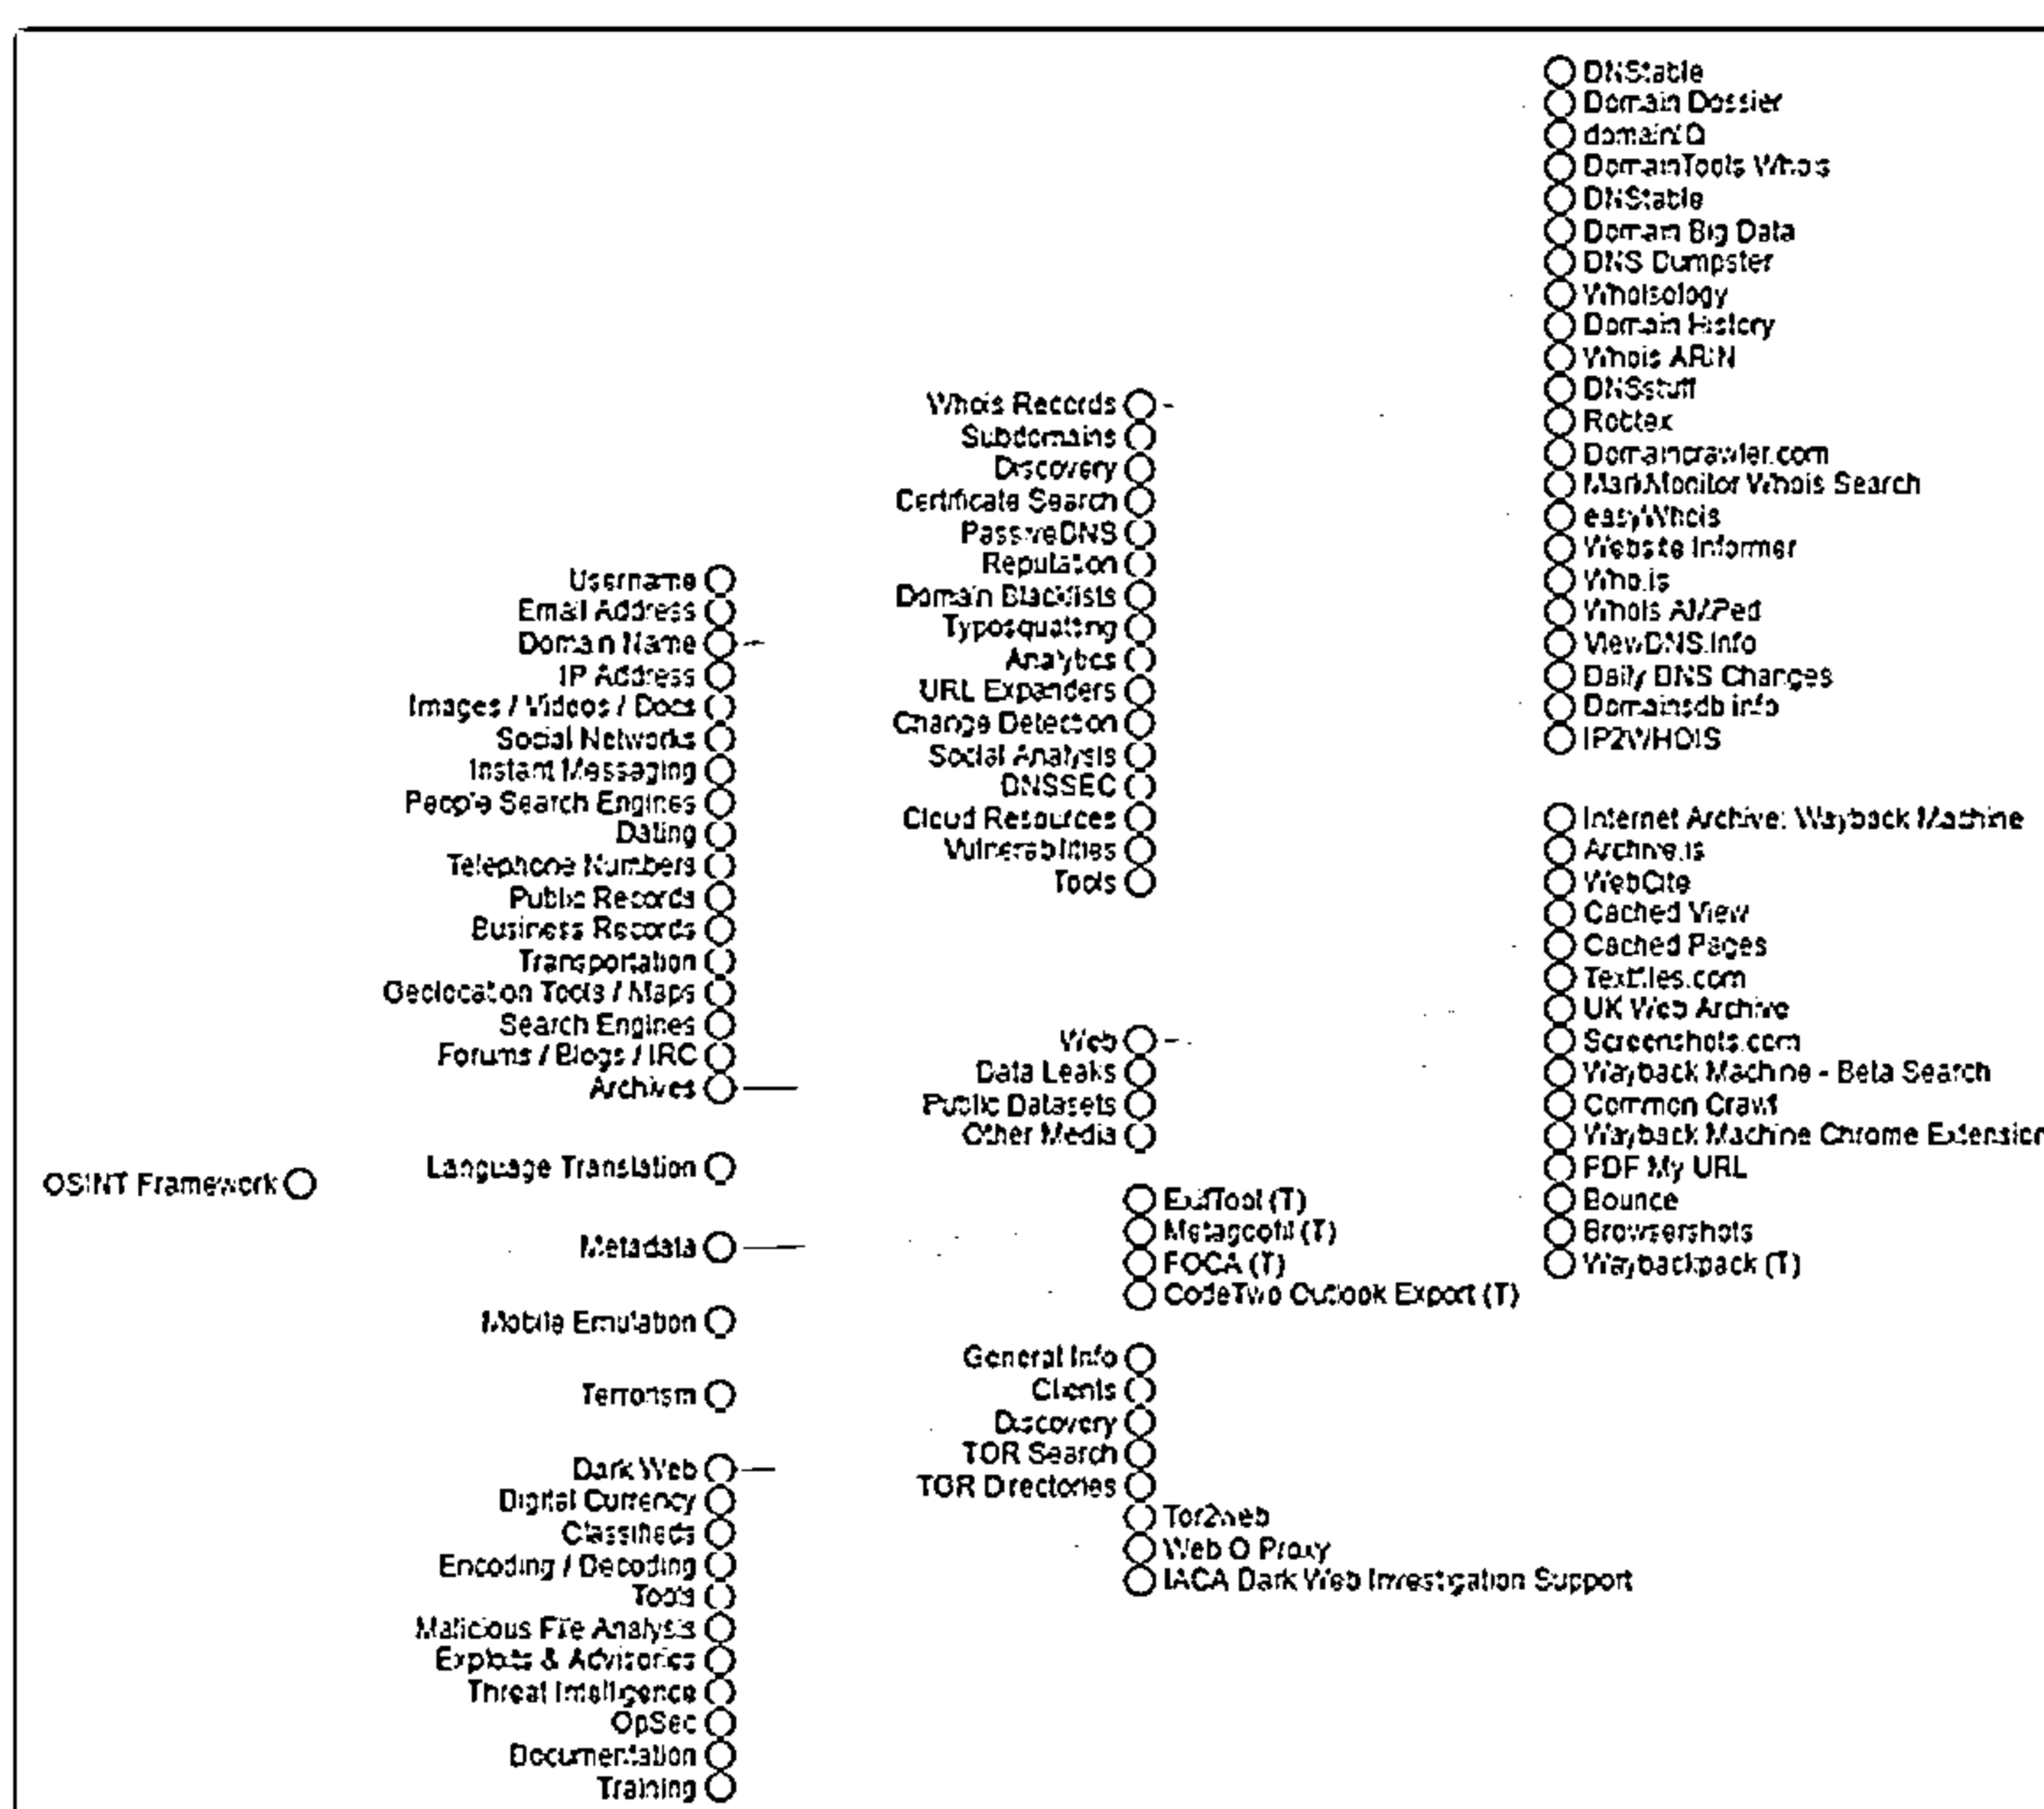 OSINT Framework
Username
Email Address
Domain Name
IP Address
Images / Videos / Docs
Social Networks
Instant Messaging
People Search Engines
Dating
Telephone Numbers
Public Records
Business Records
Transportation
Geolocation Tools / Maps
Search Engines
Forums / Blogs / IRC
Archives
Language Translation
Metadata
Mobile Emulation
Terrorism
Dark Web
Digital Currency
Classifieds
Encoding / Decoding
Tools
Malicious File Analysis
Exploits & Advisories
Threat Intelligence
OpSec
Documentation
Training
Whois Records
Subdomains
Discovery
Certificate Search
PassiveDNS
Reputation
Domain Blacklists
Typosquatting
Analytics
URL Expanders
Change Detection
Social Analysis
DNSSEC
Cloud Resources
Vulnerabilities
Tools
Web
Data Leaks
Public Datasets
Other Media
ExifTool (T)
Metagoofil (T)
FOCA (T)
CodeTwo Outlook Export (T)
General Info
Clients
Discovery
TOR Search
TOR Directories
Tor2web
Web O Proxy
IACA Dark Web Investigation Support
DNStable
Domain Dossier
domainIQ
DomainTools Whois
DNStable
Domain Big Data
DNS Dumpster
Whoisology
Domain History
Whois ARIN
DNSstuff
Robtex
Domaincrawler.com
MarkMonitor Whois Search
easyWhois
Website Informer
Who.is
Whois AMPed
ViewDNS.info
Daily DNS Changes
Domainsdb.info
IP2WHOIS
Internet Archive: Wayback Machine
Archive.is
WebCite
Cached View
Cached Pages
Textfiles.com
UK Web Archive
Screenshots.com
Wayback Machine - Beta Search
Common Crawl
Wayback Machine Chrome Extension
PDF My URL
Bounce
Browsershots
Waybackpack (T)